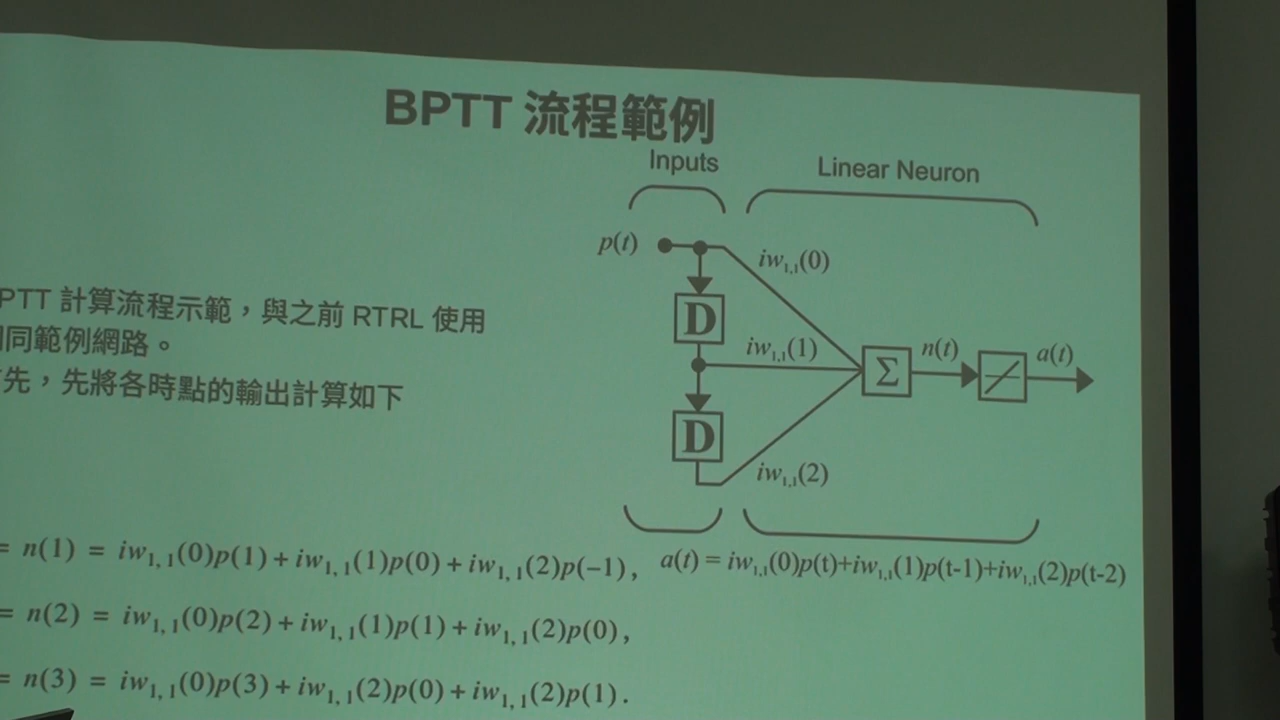 BPTT 流程範例
Inputs
Linear Neuron
p(t)
iw1,1(0)
D
iw1,1(1)
Σ
n(t)
a(t)
D
iw1,1(2)
PTT 計算流程示範，與之前 RTRL 使用
同範例網路。
先，先將各時點的輸出計算如下
a(t) = iw1,1(0)p(t)+iw1,1(1)p(t-1)+iw1,1(2)p(t-2)
= n(1) = iw1, 1(0)p(1) + iw1, 1(1)p(0) + iw1, 1(2)p(−1),
= n(2) = iw1, 1(0)p(2) + iw1, 1(1)p(1) + iw1, 1(2)p(0),
= n(3) = iw1, 1(0)p(3) + iw1, 1(2)p(0) + iw1, 1(2)p(1).